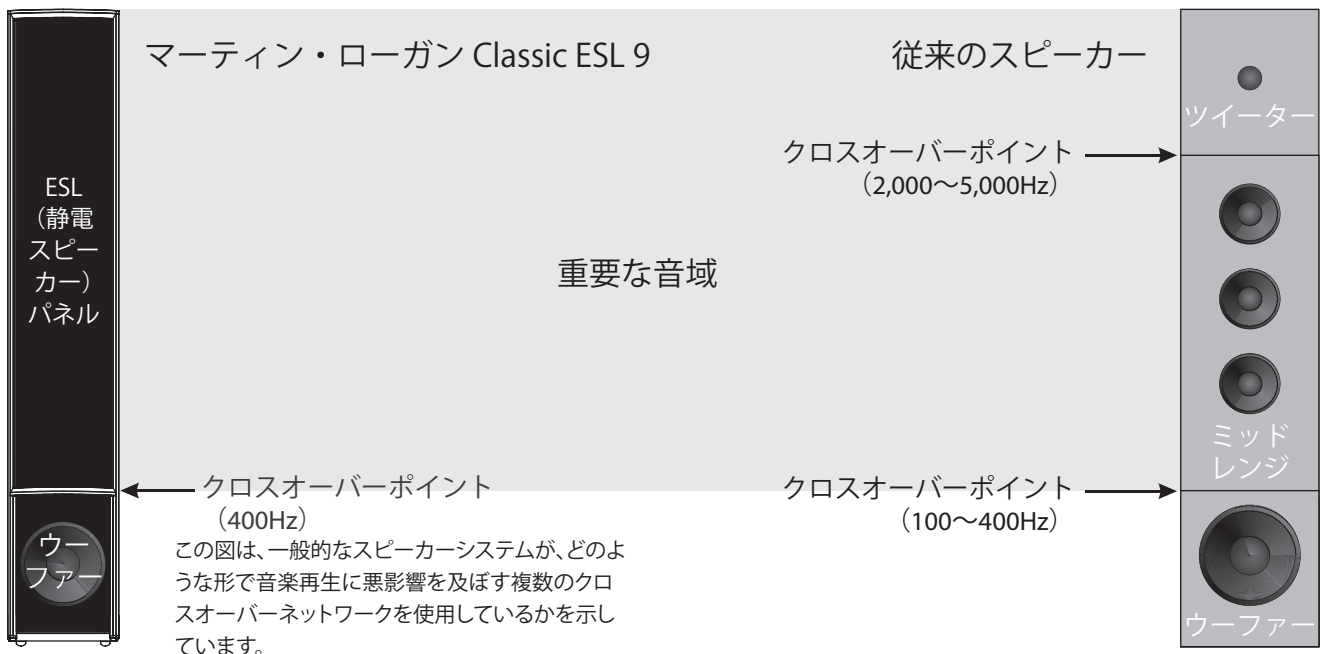 マーティン・ローガン Classic ESL 9
従来のスピーカー
ツイーター
クロスオーバーポイント
（2,000〜5,000Hz）
ESL
（静電
スピー
カー）
パネル
重要な音域
ミッド
レンジ
クロスオーバーポイント
（400Hz）
クロスオーバーポイント
（100〜400Hz）
ウー
ファー
この図は、一般的なスピーカーシステムが、どのよ
うな形で音楽再生に悪影響を及ぼす複数のクロ
スオーバーネットワークを使用しているかを示し
ています。
ウーファー